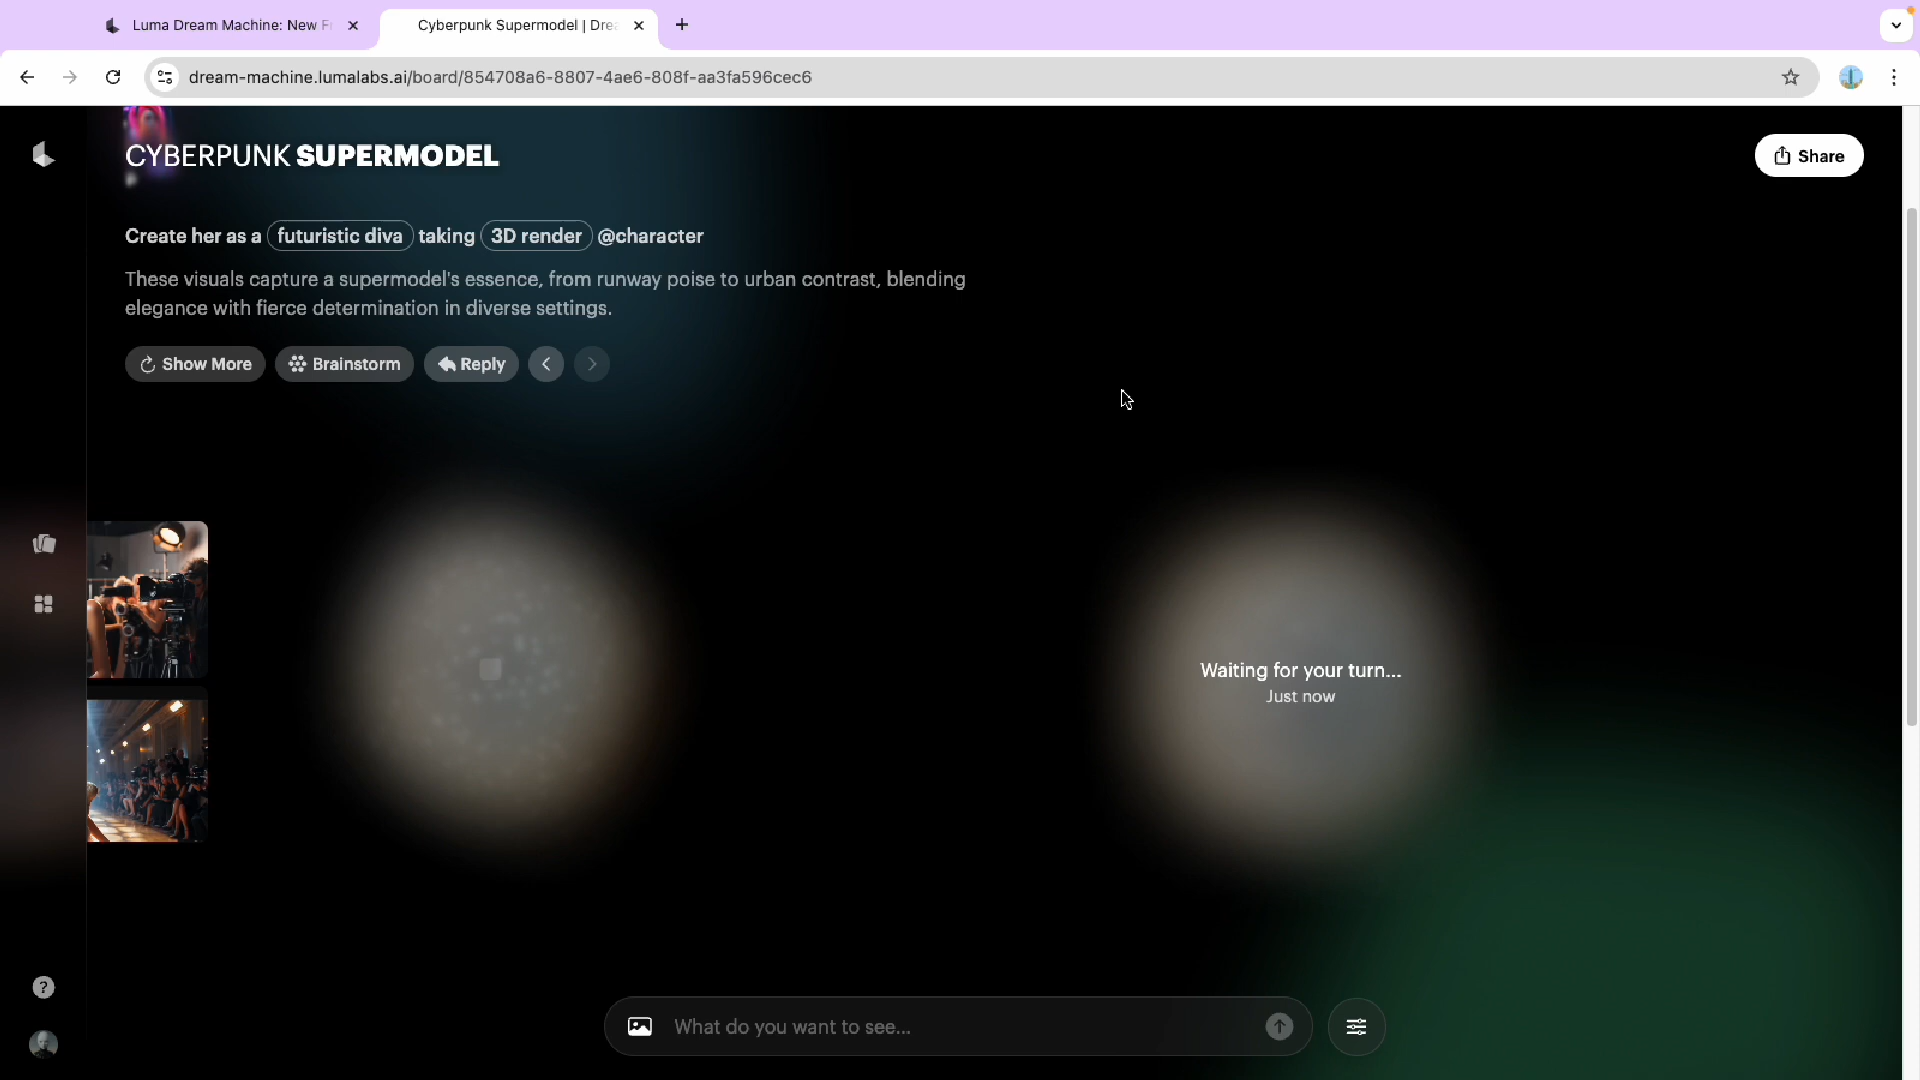 Luma Dream Machine: New Fr
Cyberpunk Supermodel | Drea
dream-machine.lumalabs.ai/board/854708a6-8807-4ae6-808f-aa3fa596cec6
CYBERPUNK SUPERMODEL
Share
Create her as a futuristic diva taking 3D render @character
These visuals capture a supermodel's essence, from runway poise to urban contrast, blending
elegance with fierce determination in diverse settings.
Show More Brainstorm Reply
Waiting for your turn...
Just now
?
What do you want to see...